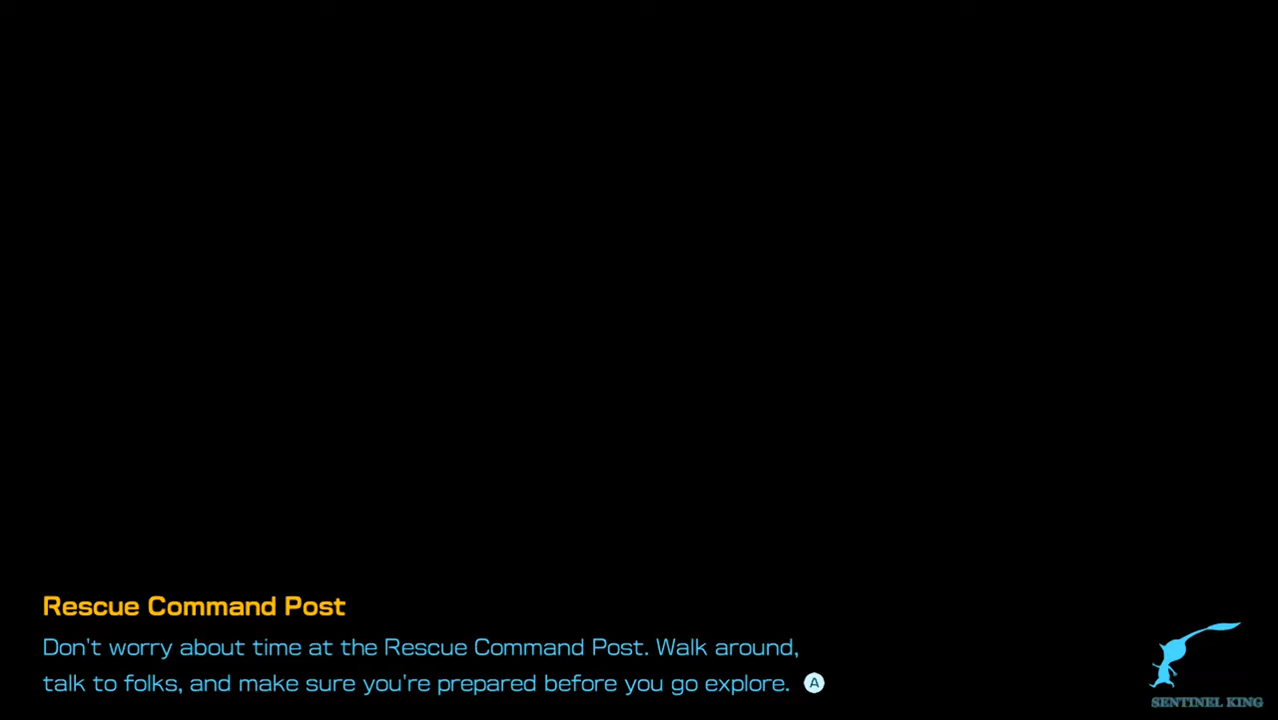 Rescue Command Post
Don't worry about time at the Rescue Command Post. Walk around,
talk to folks, and make sure you're prepared before you go explore. A
SENTINEL KING